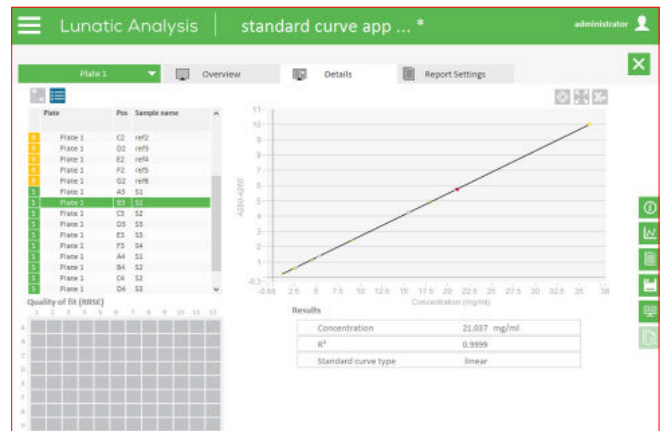 Lunatic Analysis
standard curve app ... *
administrator
Plate 1
Overview
Details
Report Settings
Plate Pos Sample name
Plate 1 C2 ref2
Plate 1 D2 ref3
Plate 1 E2 ref4
Plate 1 F2 ref5
Plate 1 G2 ref6
S Plate 1 A3 S1
S Plate 1 B3 S1
S Plate 1 C3 S2
S Plate 1 D3 S3
S Plate 1 E3 S3
S Plate 1 F3 S4
S Plate 1 A4 S1
S Plate 1 B4 S2
S Plate 1 C4 S2
S Plate 1 D4 S3
Quality of fit (RRSE)
1 2 3 4 5 6 7 8 9 10 11 12
A
B
C
D
E
F
G
H
11
10
9
8
7
6
5
4
3
2
1
-0.3
-0.68 2.5 5 7.5 10 12.5 15 17.5 20 22.5 25 27.5 30 32.5 35 38
Concentration (mg/ml)
Results
Concentration 21.037 mg/ml
R² 0.9999
Standard curve type linear